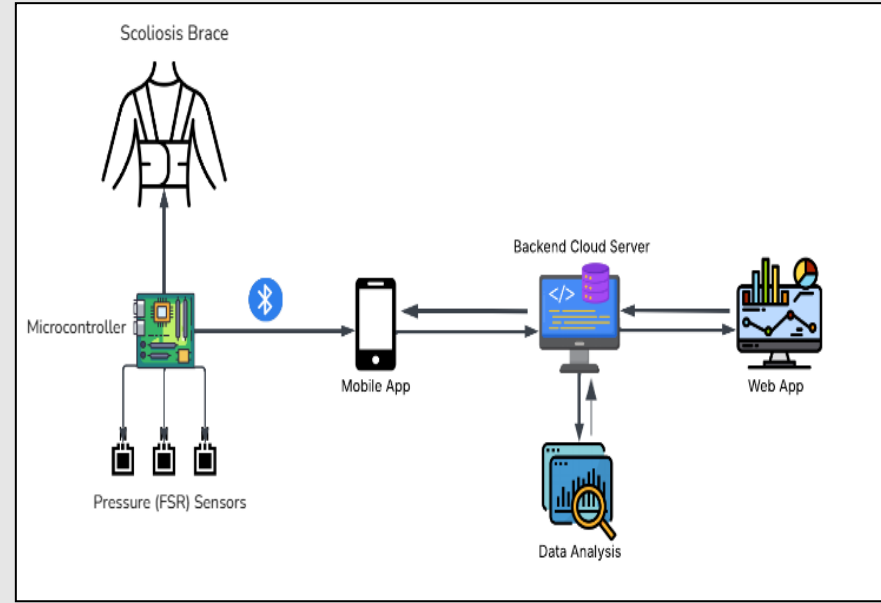 Scoliosis Brace
Backend Cloud Server
</>
Microcontroller
Mobile App
Web App
Pressure (FSR) Sensors
Data Analysis